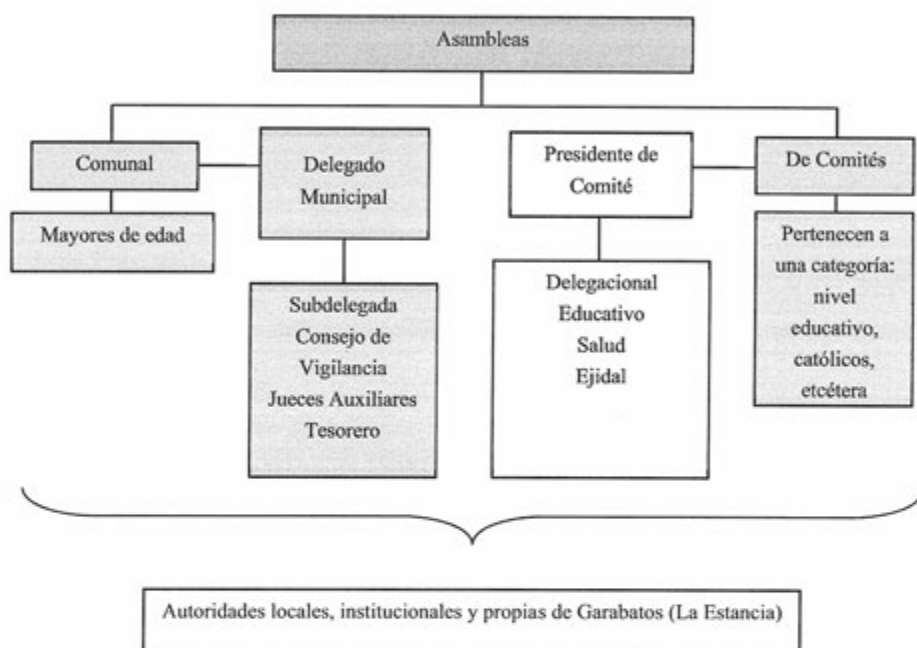 Asambleas
Comunal
Mayores de edad
Delegado
Municipal
Subdelegada
Consejo de
Vigilancia
Jueces Auxiliares
Tesorero
Presidente de
Comité
Delegacional
Educativo
Salud
Ejidal
De Comités
Pertenecen a
una categoría:
nivel
educativo,
católicos,
etcétera
Autoridades locales, institucionales y propias de Garabatos (La Estancia)